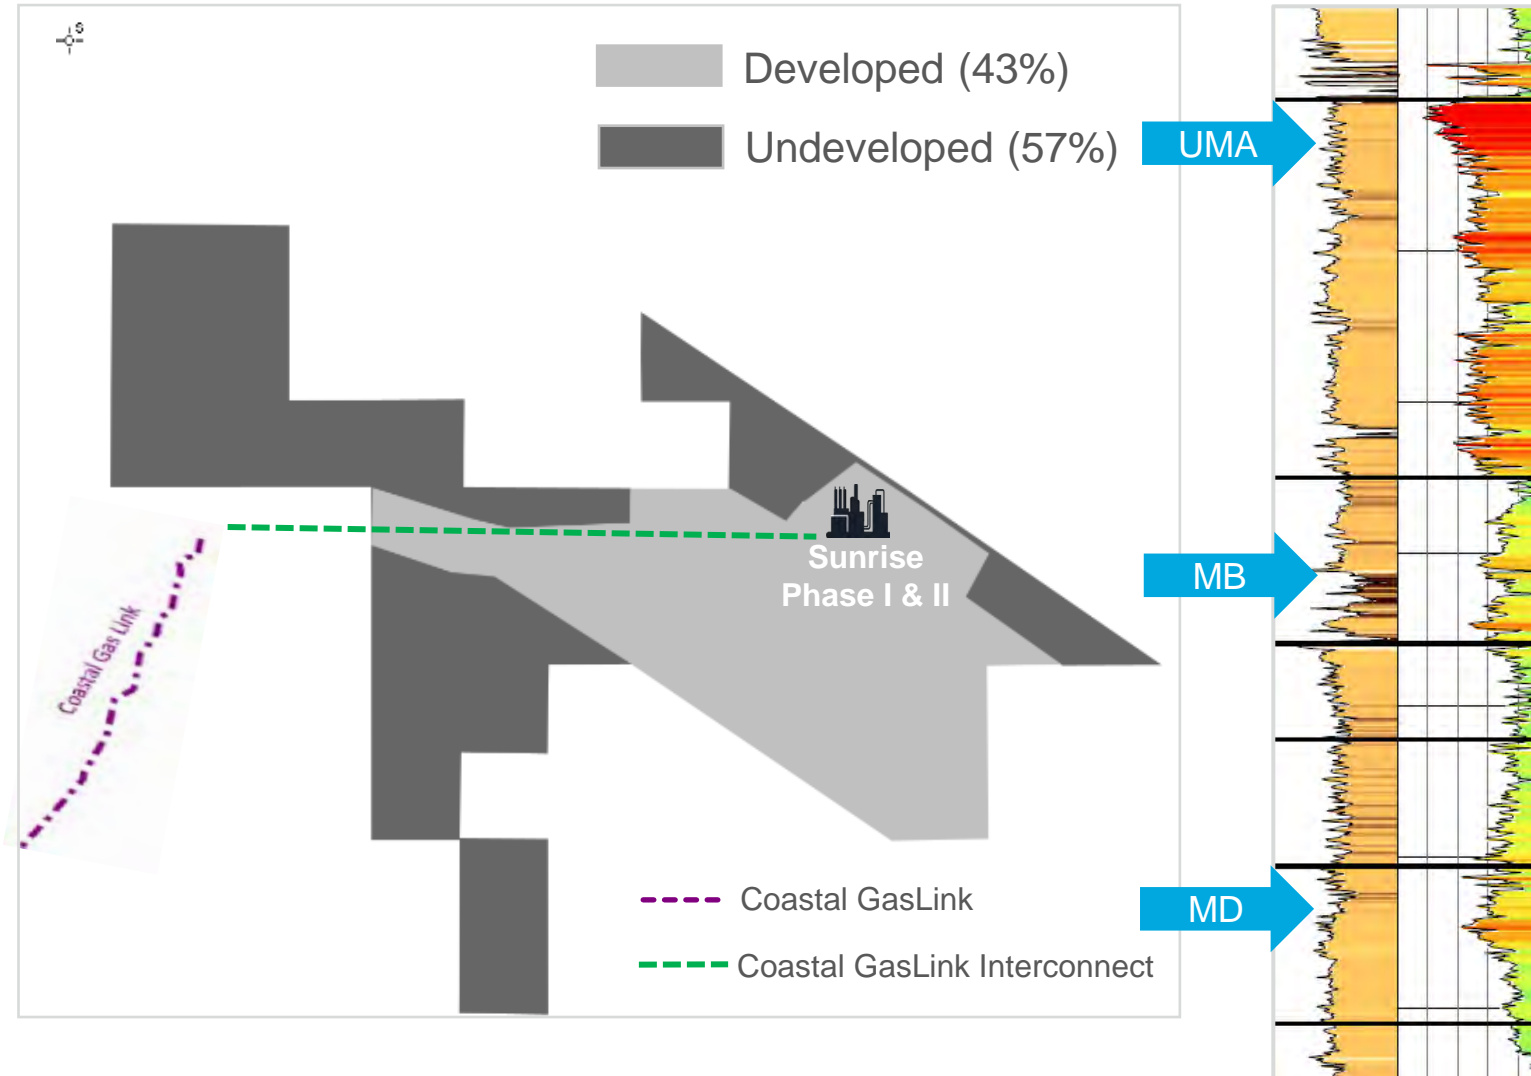 S
Developed (43%)
Undeveloped (57%)
UMA
Sunrise
Phase I & II
MB
Coastal Gas Link
MD
Coastal GasLink
Coastal GasLink Interconnect